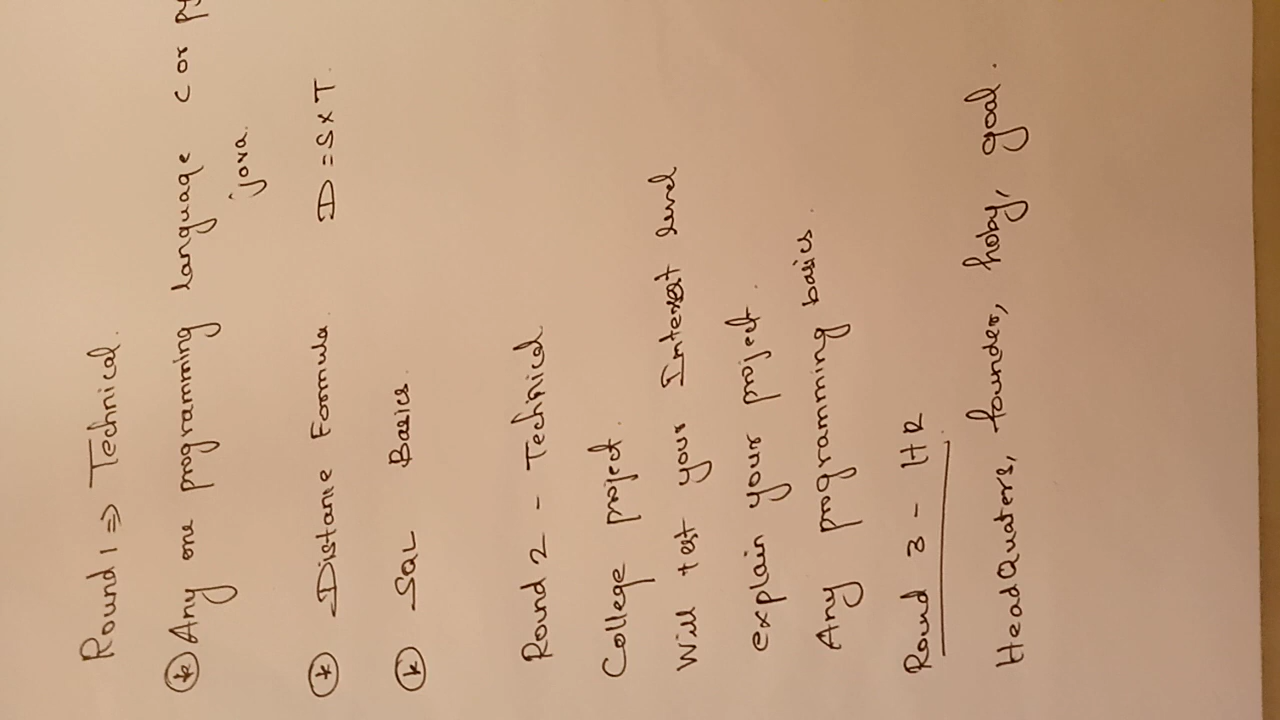 Round 1 => Technical.
* Any one programming language C or py
java.
* Distance Formula. D = S x T.
* SQL Basics.
Round 2 - Technical
College project.
Will test your Interest level
explain your project.
Any programming basics.
Round 3 - HR.
HeadQuaters, founder, hoby, goal.